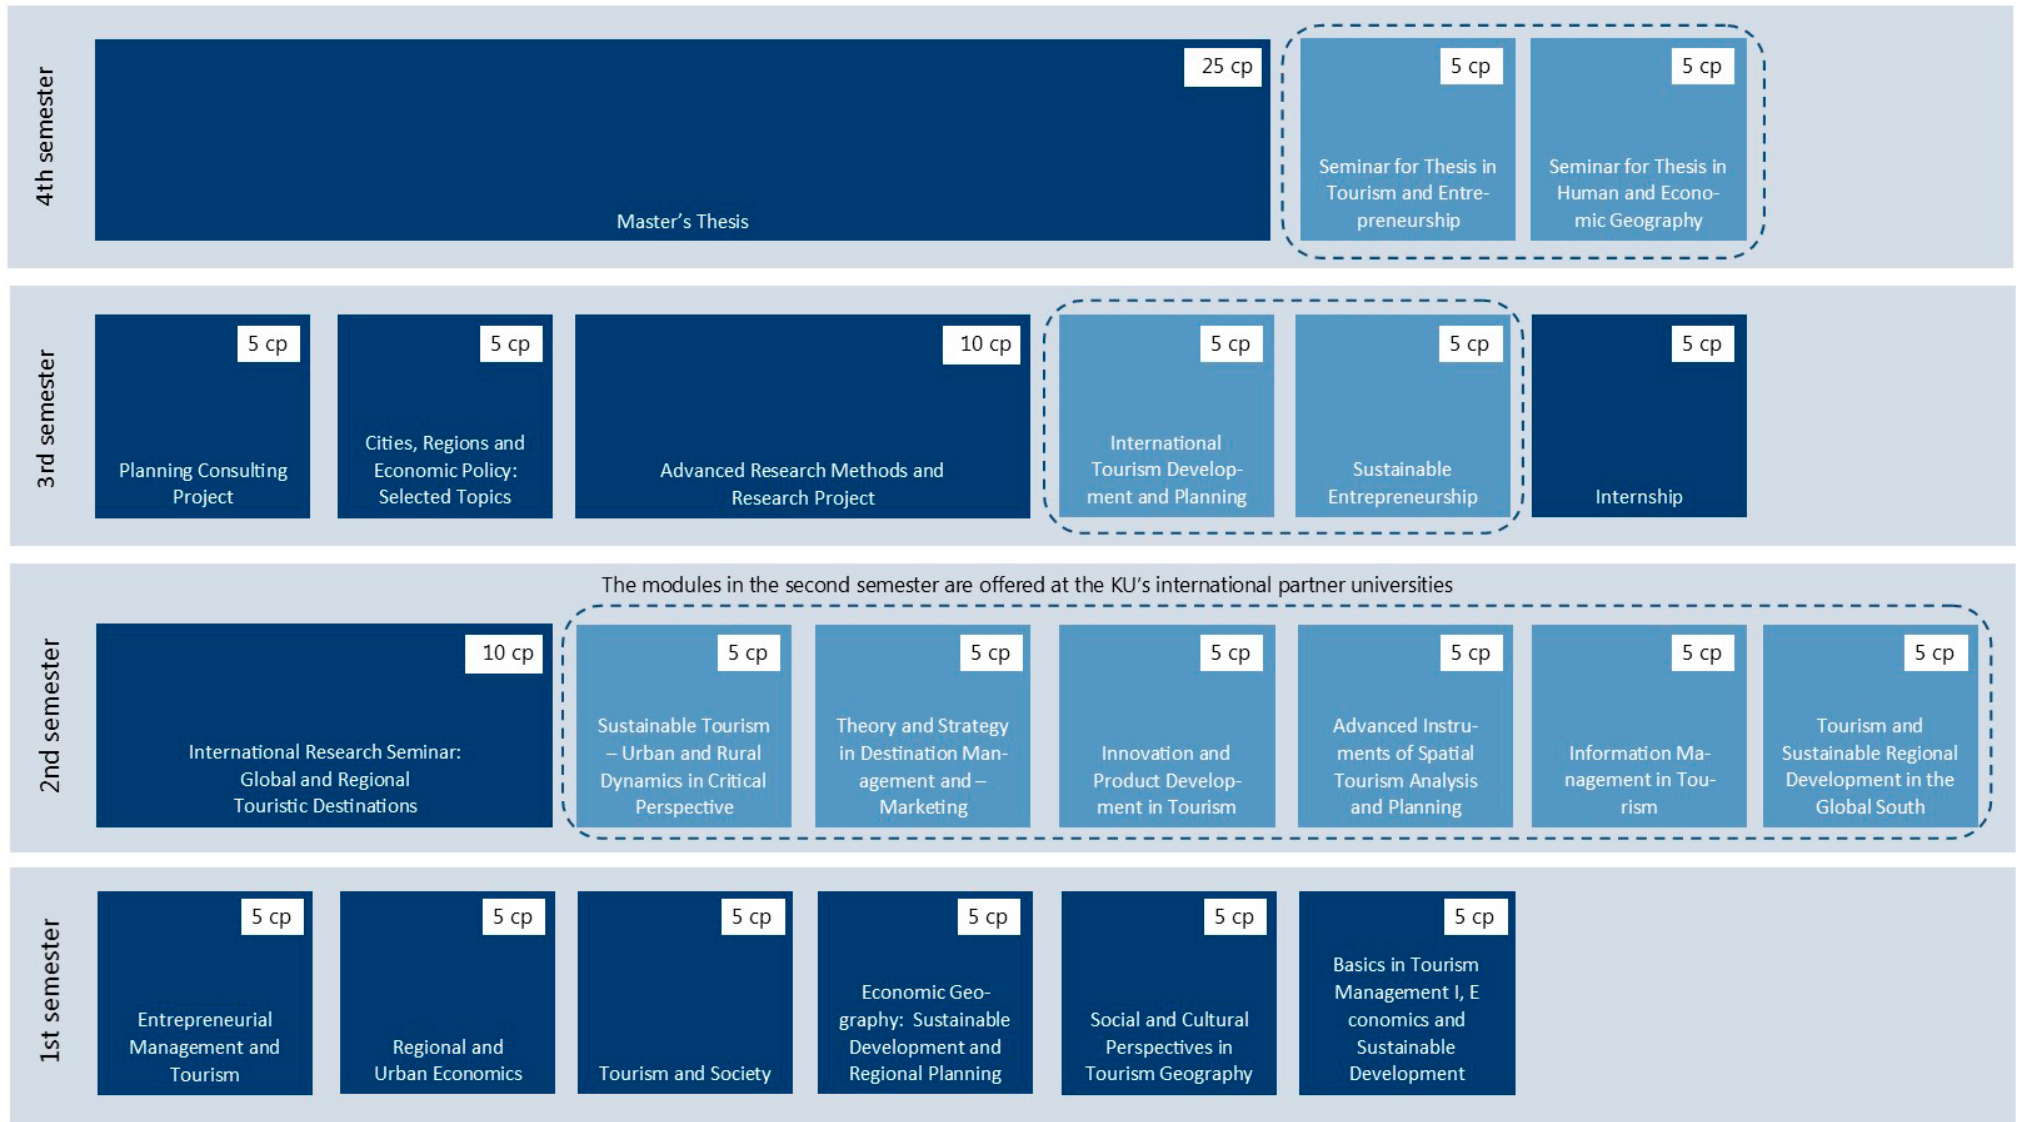 4th semester
25 cp
Master's Thesis
5 cp
Seminar for Thesis in
Tourism and Entre-
preneurship
5 cp
Seminar for Thesis in
Human and Econo-
mic Geography
3rd semester
5 cp
Planning Consulting
Project
5 cp
Cities, Regions and
Economic Policy:
Selected Topics
10 cp
Advanced Research Methods and
Research Project
5 cp
International
Tourism Develop-
ment and Planning
5 cp
Sustainable
Entrepreneurship
5 cp
Internship
The modules in the second semester are offered at the KU's international partner universities
2nd semester
10 cp
International Research Seminar:
Global and Regional
Touristic Destinations
5 cp
Sustainable Tourism
– Urban and Rural
Dynamics in Critical
Perspective
5 cp
Theory and Strategy
in Destination Man-
agement and –
Marketing
5 cp
Innovation and
Product Develop-
ment in Tourism
5 cp
Advanced Instru-
ments of Spatial
Tourism Analysis
and Planning
5 cp
Information Ma-
nagement in Tou-
rism
5 cp
Tourism and
Sustainable Regional
Development in the
Global South
1st semester
5 cp
Entrepreneurial
Management and
Tourism
5 cp
Regional and
Urban Economics
5 cp
Tourism and Society
5 cp
Economic Geo-
graphy: Sustainable
Development and
Regional Planning
5 cp
Social and Cultural
Perspectives in
Tourism Geography
5 cp
Basics in Tourism
Management I, E
conomics and
Sustainable
Development